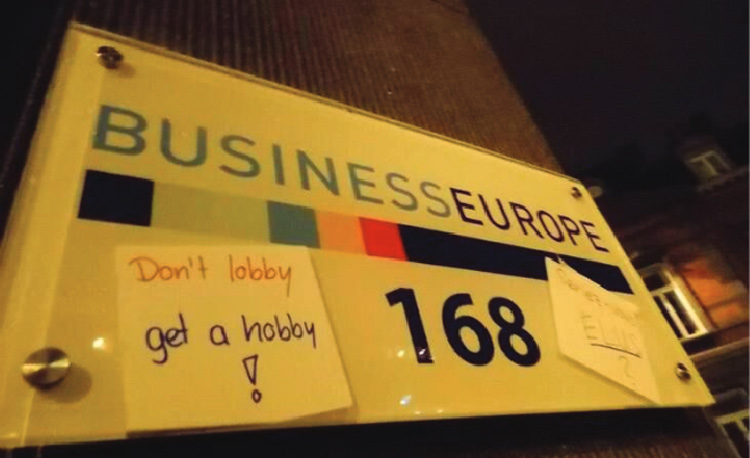 BUSINESSEUROPE
Don't lobby
get a hobby
!
168
?